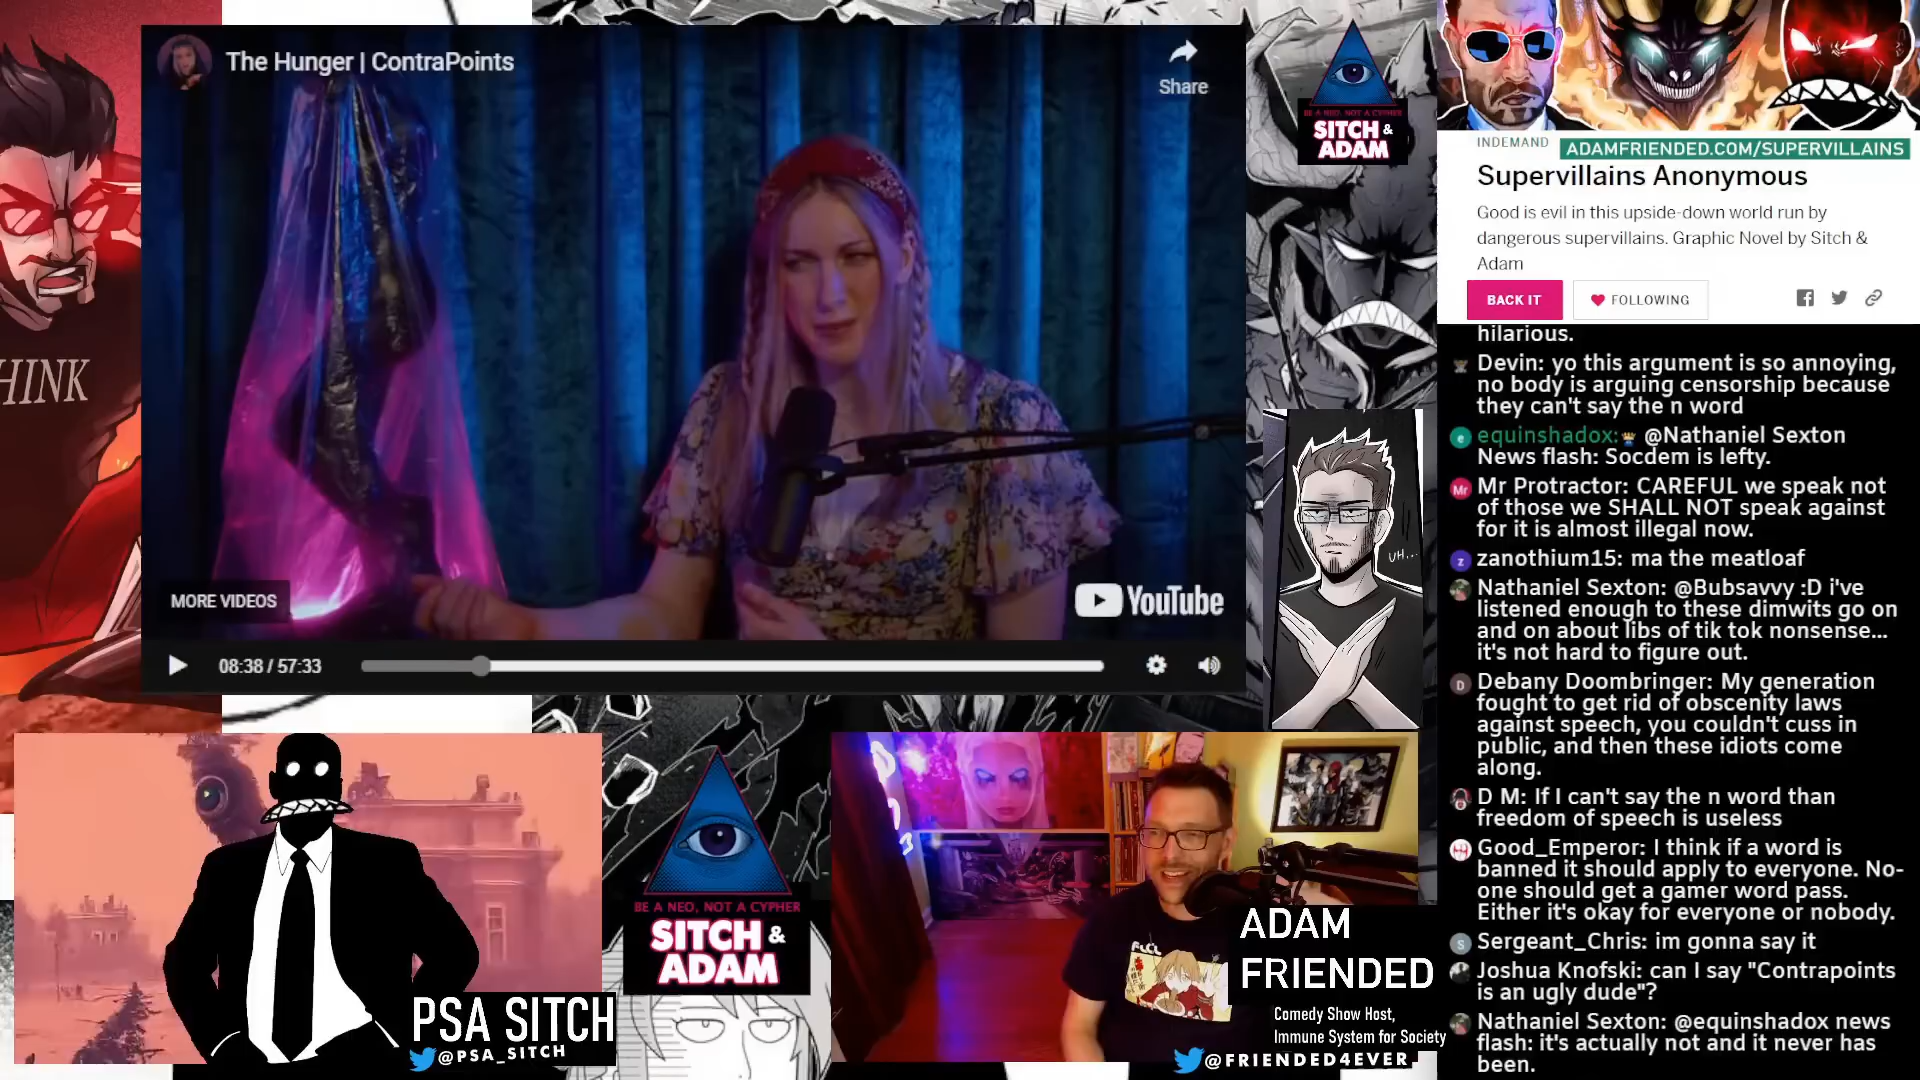 The Hunger | ContraPoints
Share
MORE VIDEOS
YouTube
08:38 / 57:33
HINK
BE A NEO, NOT A CYPHER
SITCH &
ADAM
UH...
INDEMAND
ADAMFRIENDED.COM/SUPERVILLAINS
Supervillains Anonymous
Good is evil in this upside-down world run by
dangerous supervillains. Graphic Novel by Sitch &
Adam
BACK IT
FOLLOWING
hilarious.
Devin: yo this argument is so annoying,
no body is arguing censorship because
they can't say the n word
e equinshadox: @Nathaniel Sexton
News flash: Socdem is lefty.
Mr Mr Protractor: CAREFUL we speak not
of those we SHALL NOT speak against
for it is almost illegal now.
z zanothium15: ma the meatloaf
Nathaniel Sexton: @Bubsavvy :D i've
listened enough to these dimwits go on
and on about libs of tik tok nonsense...
it's not hard to figure out.
D Debany Doombringer: My generation
fought to get rid of obscenity laws
against speech, you couldn't cuss in
public, and then these idiots come
along.
D M: If I can't say the n word than
freedom of speech is useless
Good_Emperor: I think if a word is
banned it should apply to everyone. No-
one should get a gamer word pass.
Either it's okay for everyone or nobody.
S Sergeant_Chris: im gonna say it
Joshua Knofski: can I say "Contrapoints
is an ugly dude"?
Nathaniel Sexton: @equinshadox news
flash: it's actually not and it never has
been.
PSA SITCH
@PSA_SITCH
BE A NEO, NOT A CYPHER
SITCH &
ADAM
FLCL
ADAM
FRIENDED
Comedy Show Host,
Immune System for Society
@FRIENDED4EVER